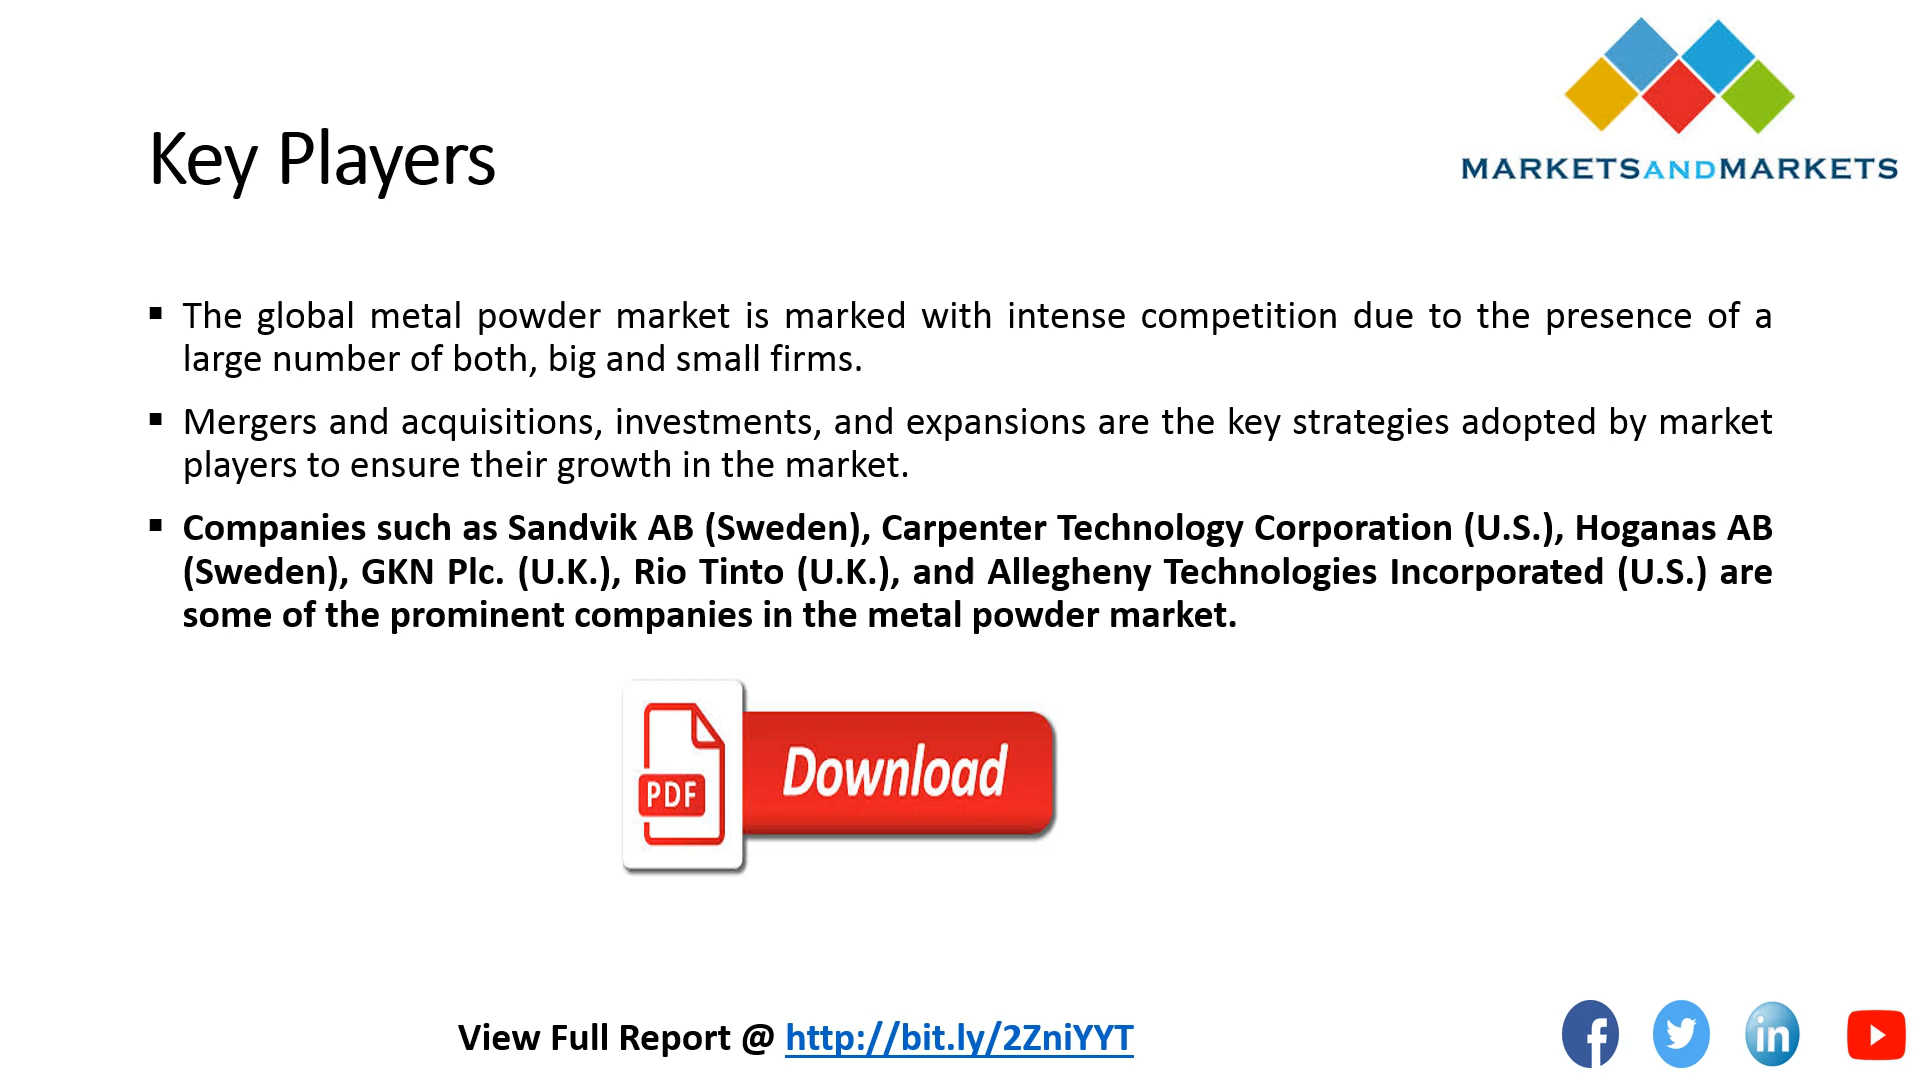 MARKETSANDMARKETS
Key Players
▪ The global metal powder market is marked with intense competition due to the presence of a
large number of both, big and small firms.
▪ Mergers and acquisitions, investments, and expansions are the key strategies adopted by market
players to ensure their growth in the market.
▪ Companies such as Sandvik AB (Sweden), Carpenter Technology Corporation (U.S.), Hoganas AB
(Sweden), GKN Plc. (U.K.), Rio Tinto (U.K.), and Allegheny Technologies Incorporated (U.S.) are
some of the prominent companies in the metal powder market.
PDF
Download
View Full Report @ http://bit.ly/2ZniYYT
in